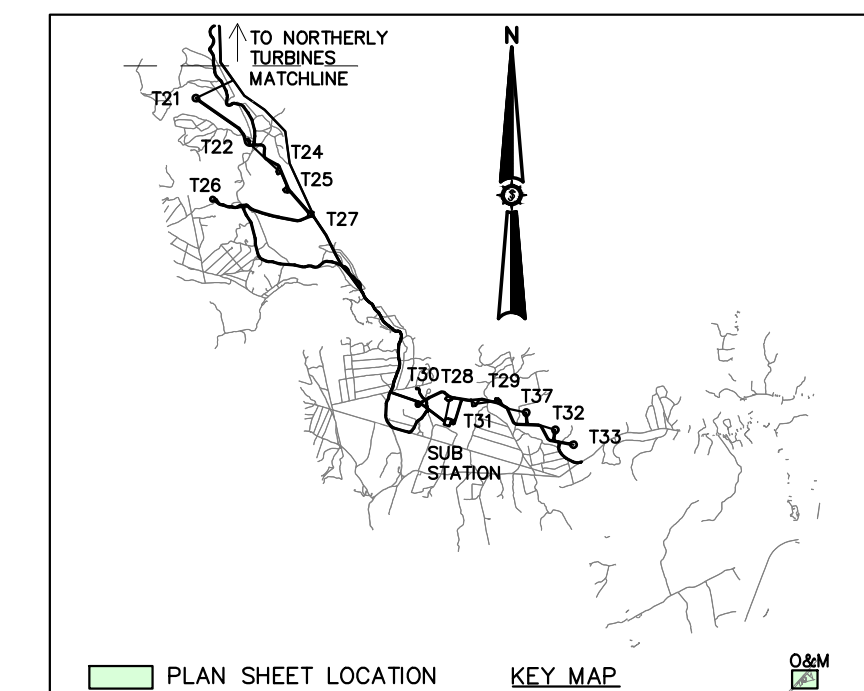 TO NORTHERLY
TURBINES
MATCHLINE
N
T21
T22
T24
T25
T26
T27
T30
T28
T29
T37
T31
T32
T33
SUB
STATION
O&M
PLAN SHEET LOCATION
KEY MAP